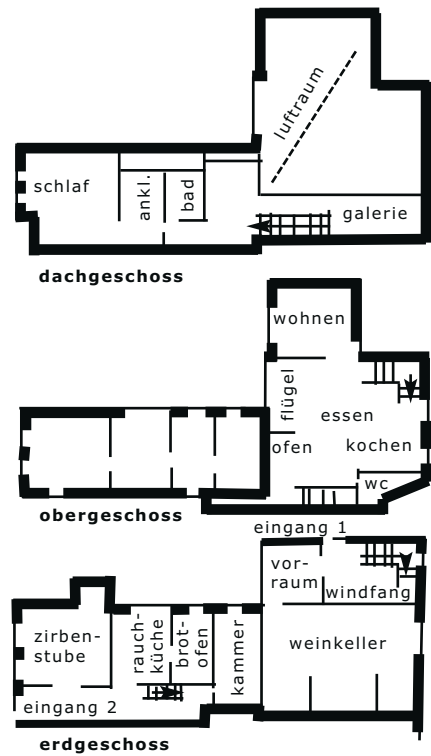 luftraum
schlaf
ankl.
bad
galerie
dachgeschoss
wohnen
flügel
essen
ofen
kochen
wc
obergeschoss
eingang 1
vor-
raum
windfang
zirben-
stube
rauch-
küche
brot-
ofen
kammer
weinkeller
eingang 2
erdgeschoss